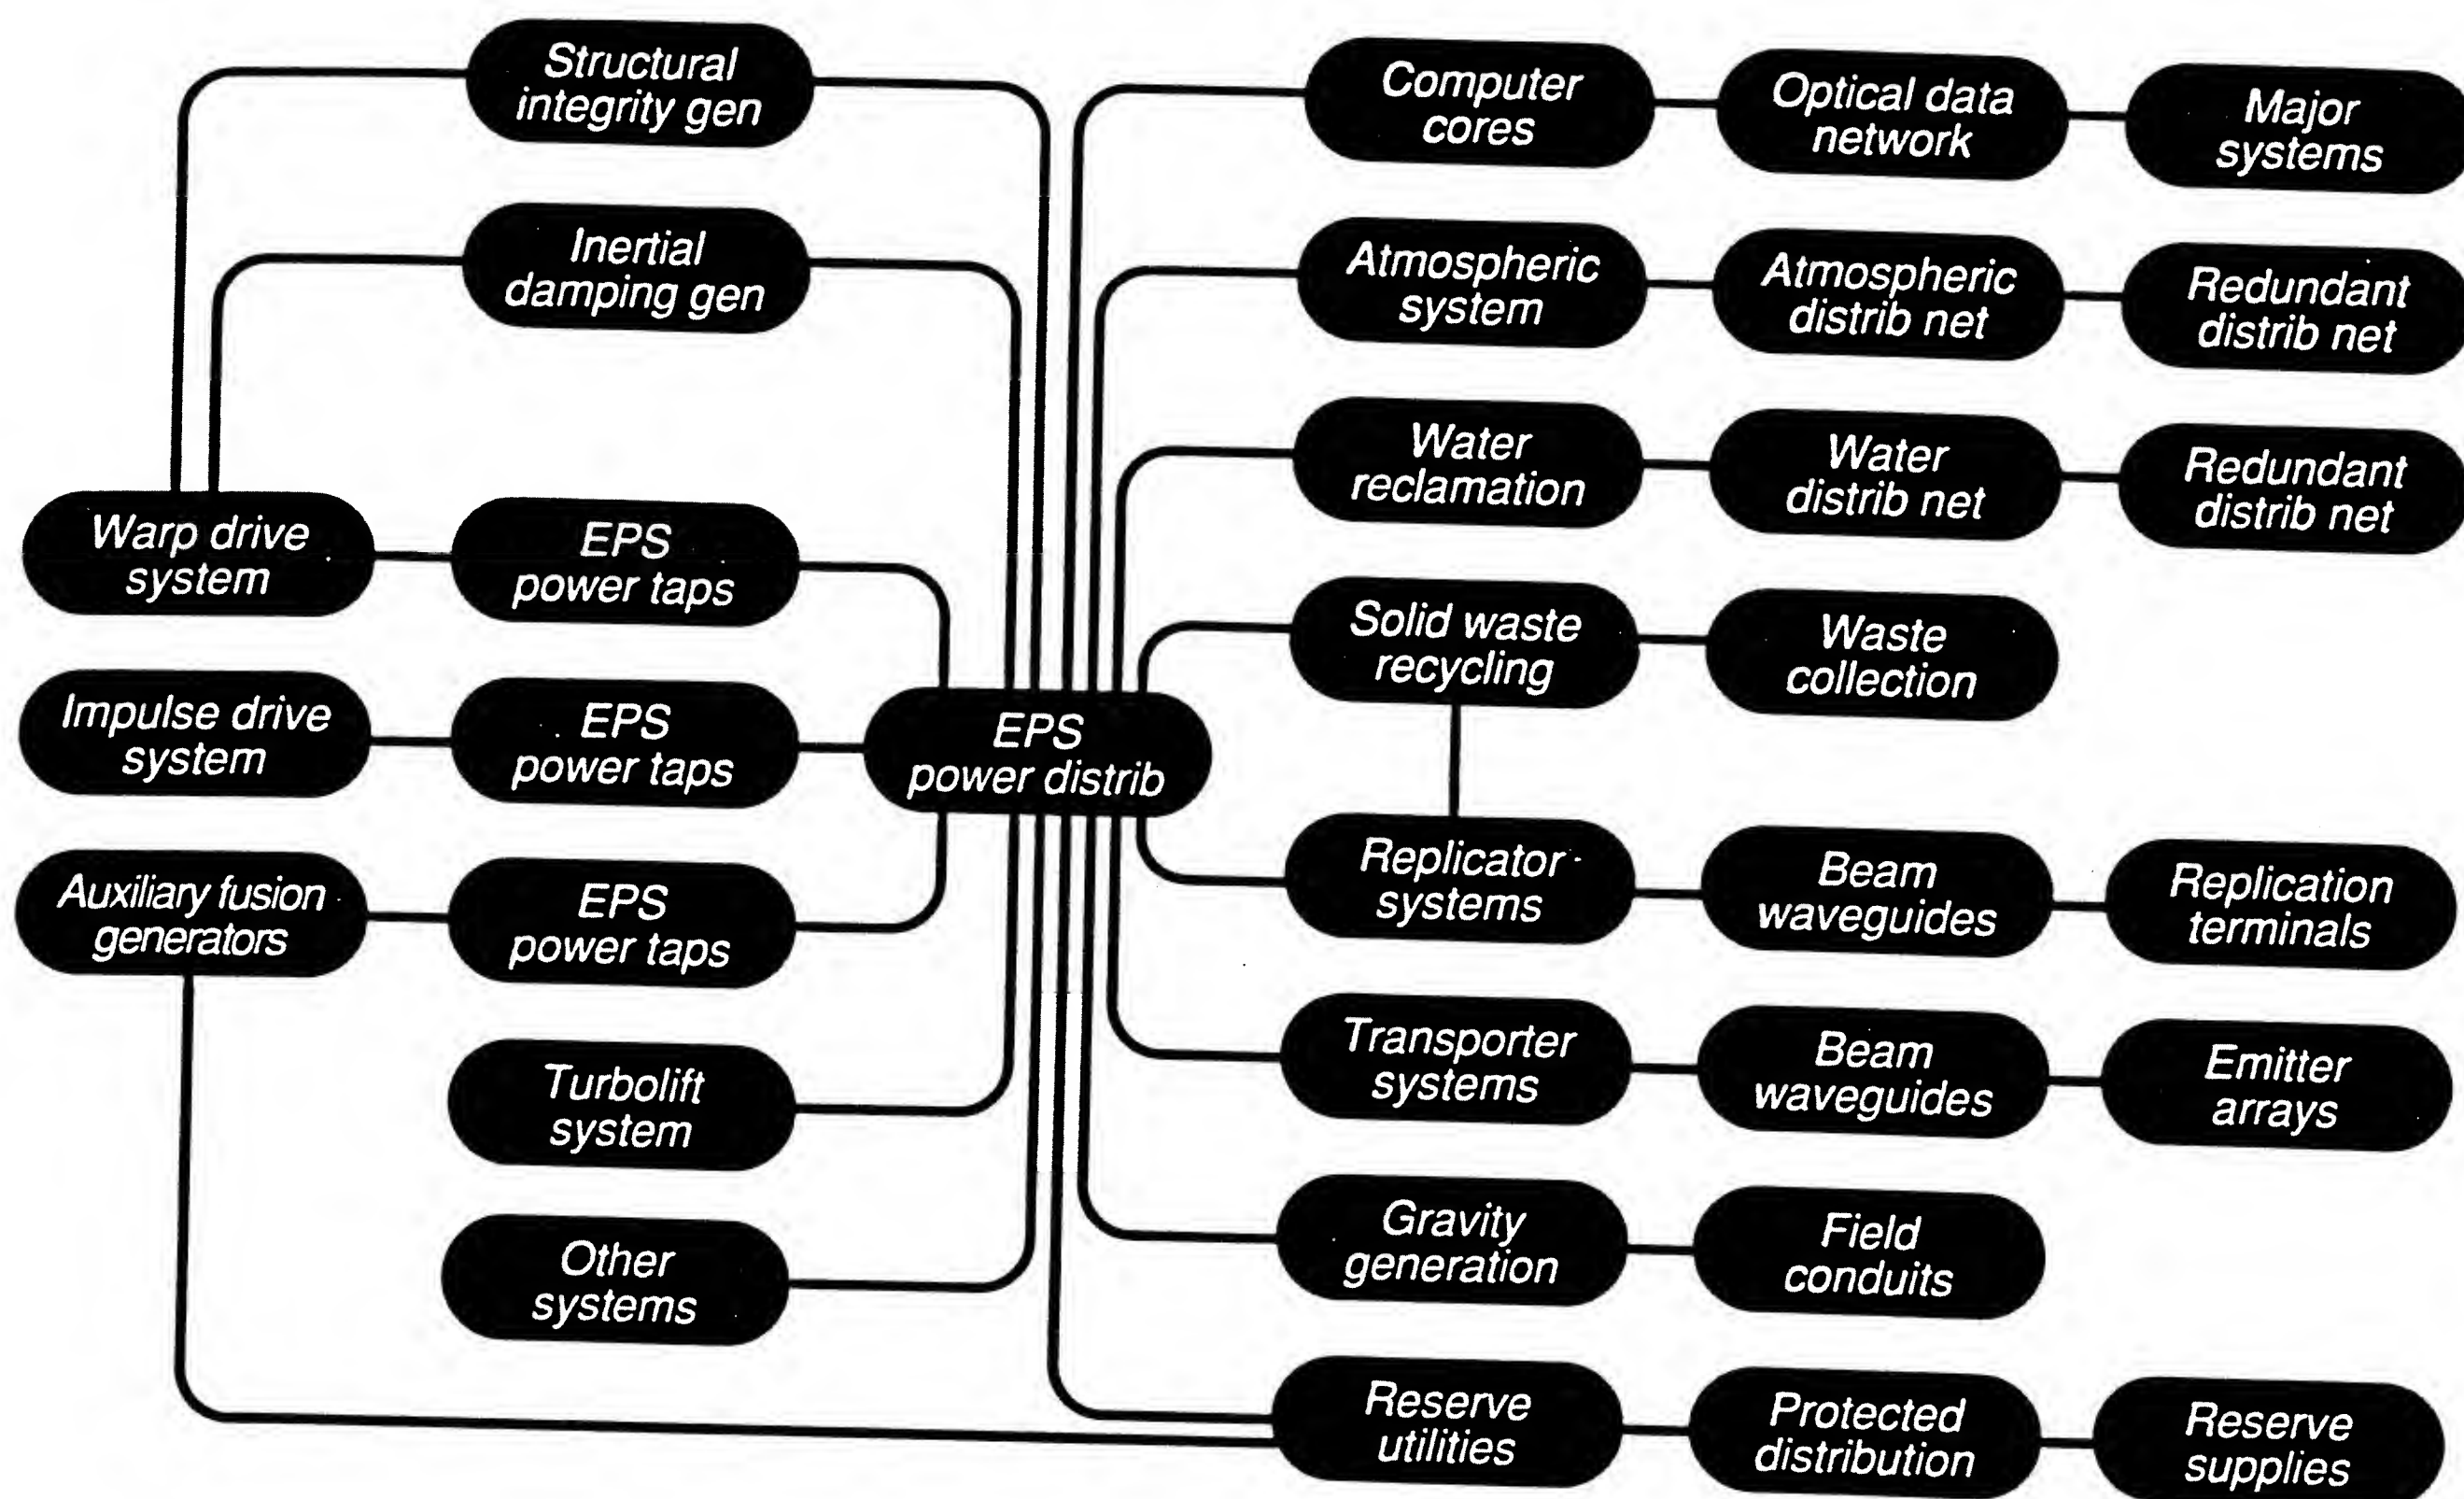 Structural
integrity gen
Inertial
damping gen
Warp drive
system
EPS
power taps
Impulse drive
system
EPS
power taps
Auxiliary fusion
generators
EPS
power taps
Turbolift
system
Other
systems
EPS
power distrib
Computer
cores
Optical data
network
Major
systems
Atmospheric
system
Atmospheric
distrib net
Redundant
distrib net
Water
reclamation
Water
distrib net
Redundant
distrib net
Solid waste
recycling
Waste
collection
Replicator
systems
Beam
waveguides
Replication
terminals
Transporter
systems
Beam
waveguides
Emitter
arrays
Gravity
generation
Field
conduits
Reserve
utilities
Protected
distribution
Reserve
supplies